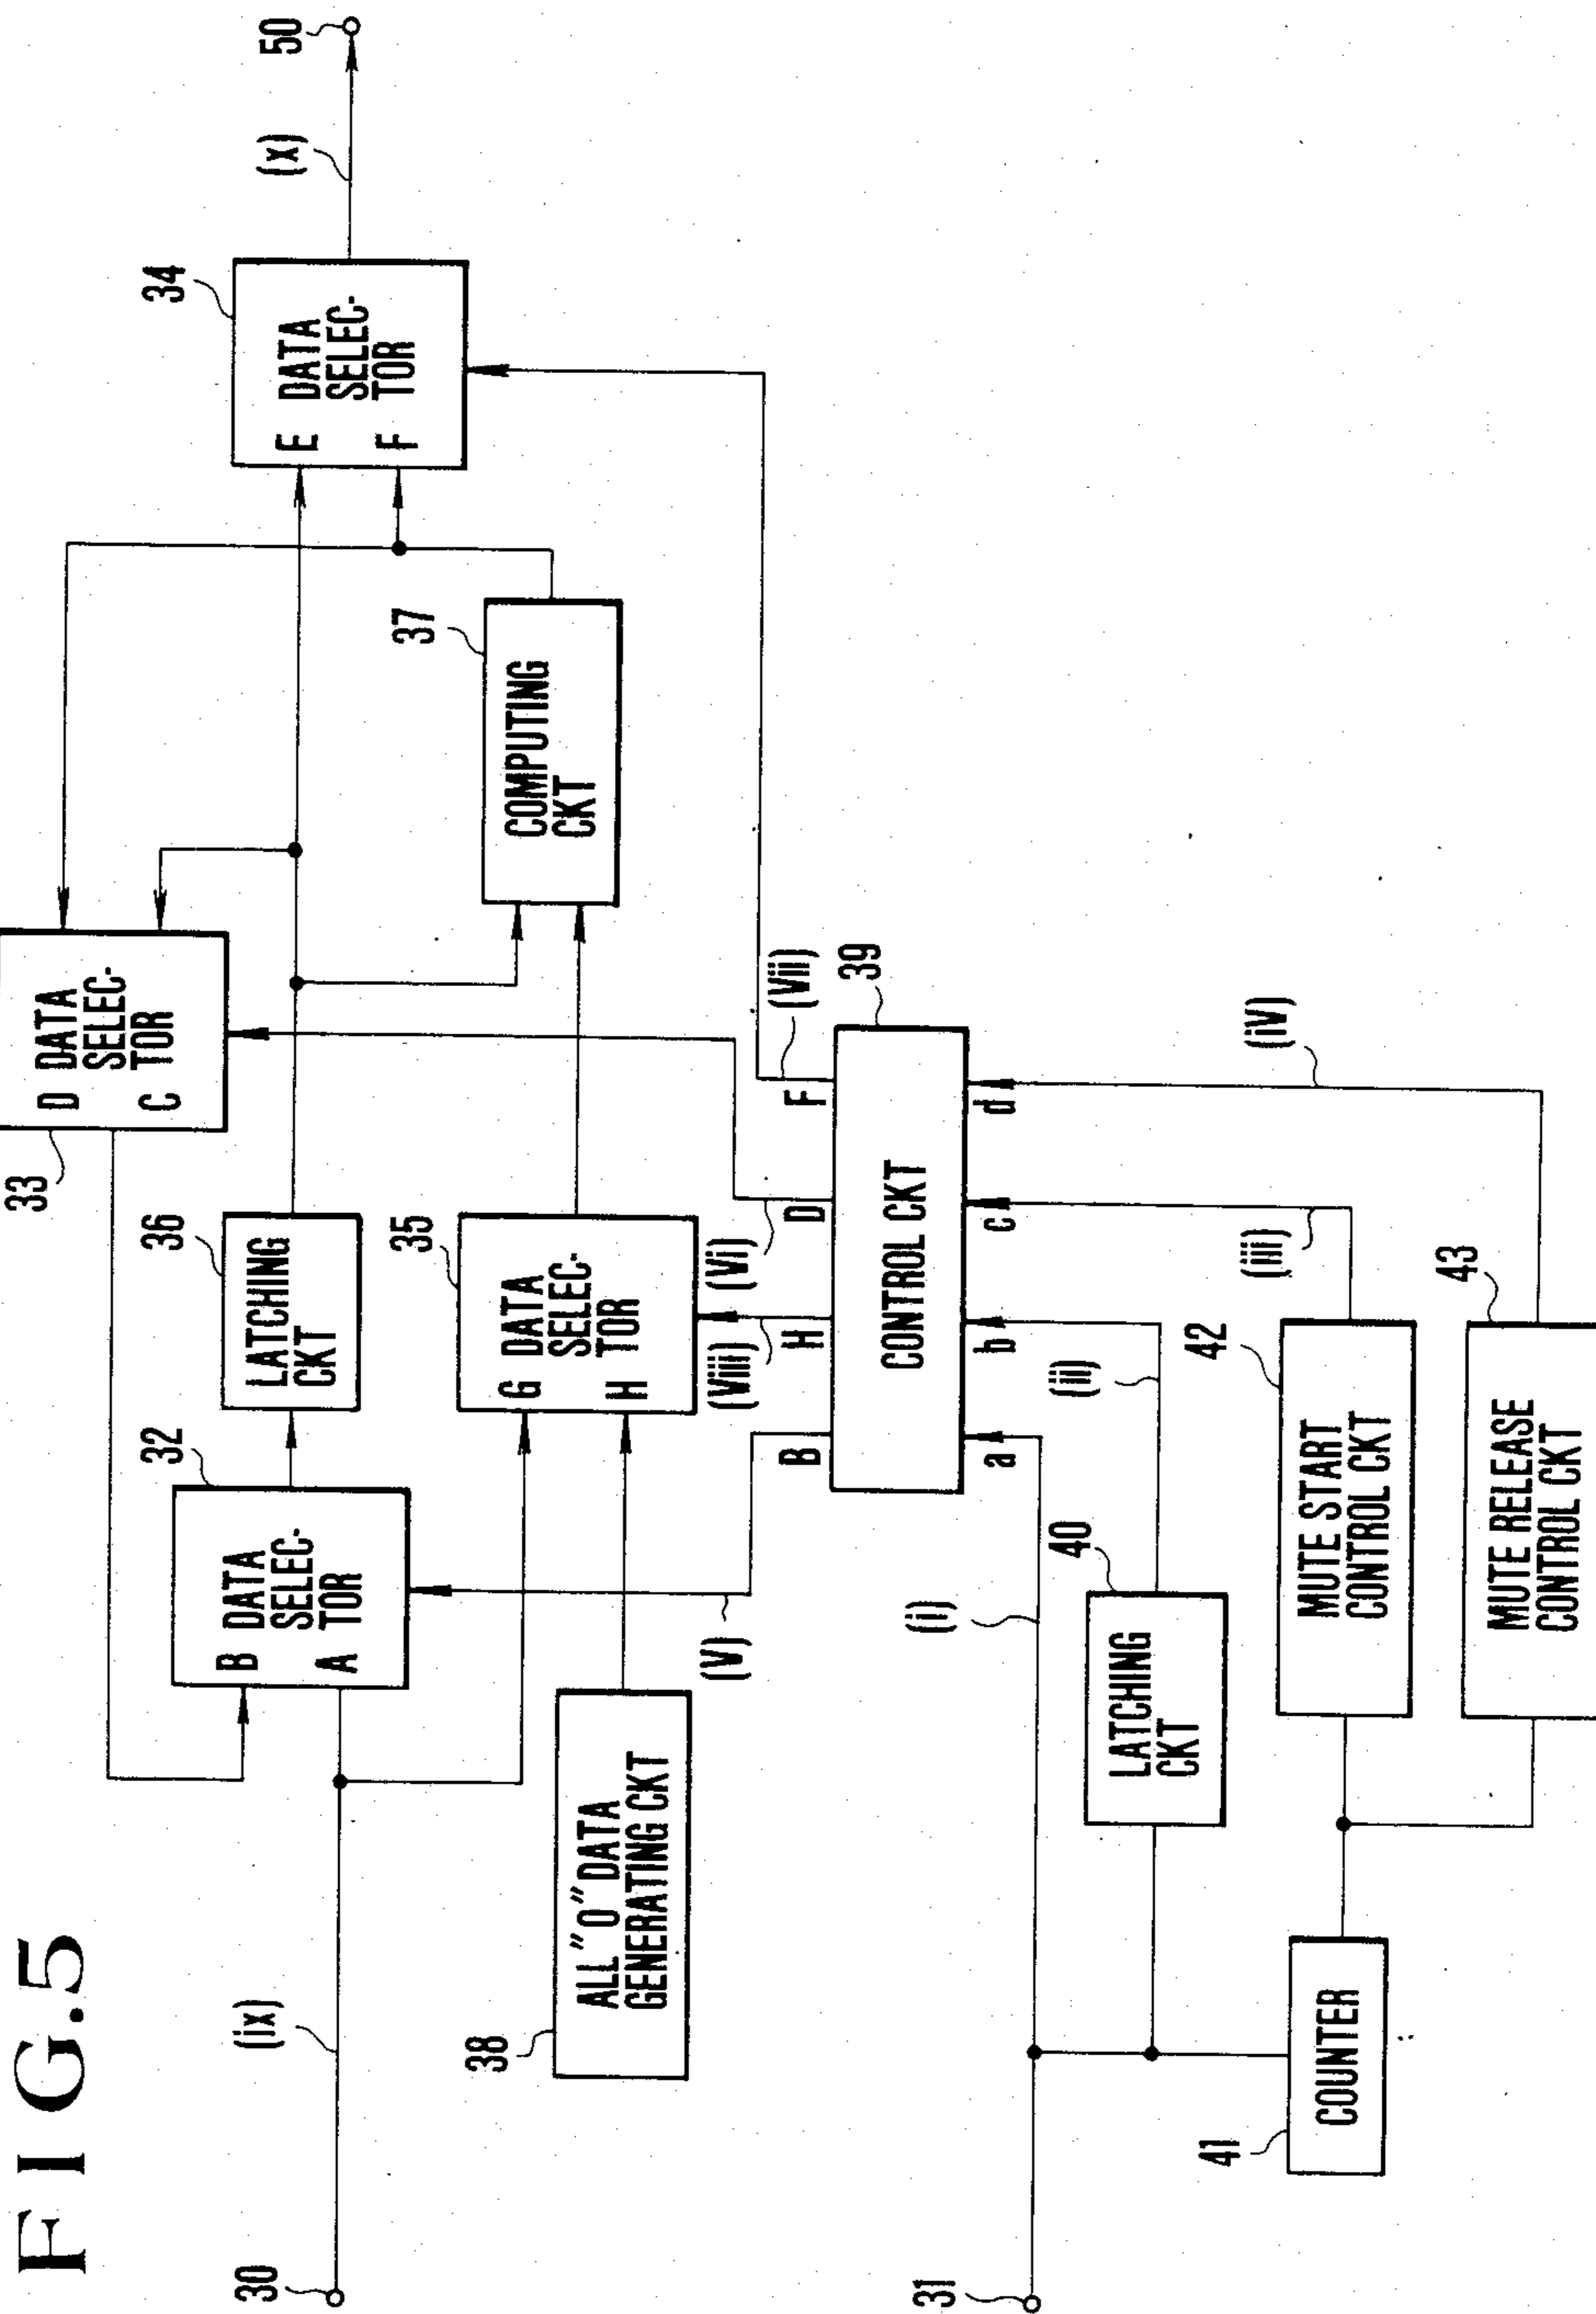 FIG.5
30
(ix)
B DATA
SELEC-
A TOR
32
LATCHING
CKT
36
33
D DATA
SELEC-
C TOR
E DATA
SELEC-
F TOR
34
(x)
50
38
ALL"0"DATA
GENERATING CKT
G DATA
SELEC-
H TOR
35
COMPUTING
CKT
37
(V)
(Viii)
(Vi)
(Vii)
B
H
D
F
39
CONTROL CKT
a
b
c
d
31
(i)
(ii)
(iii)
(iV)
LATCHING
CKT
40
41
COUNTER
MUTE START
CONTROL CKT
42
MUTE RELEASE
CONTROL CKT
43